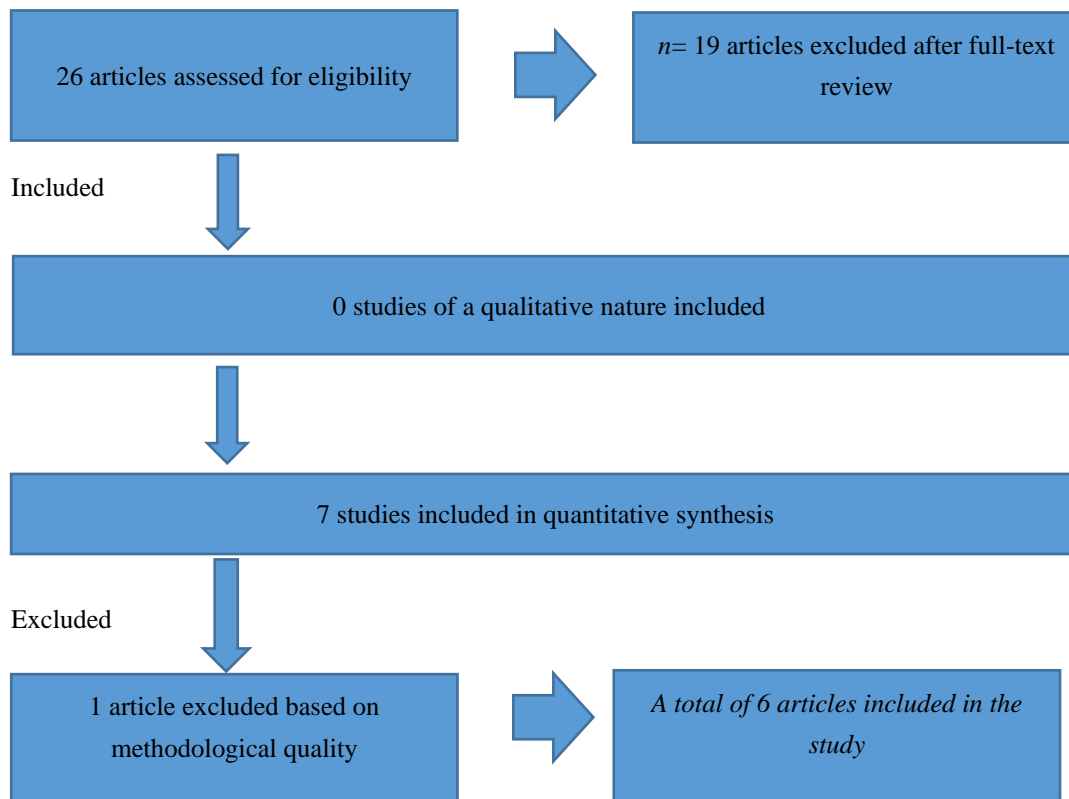 26 articles assessed for eligibility
n= 19 articles excluded after full-text
review
Included
0 studies of a qualitative nature included
7 studies included in quantitative synthesis
Excluded
1 article excluded based on
methodological quality
A total of 6 articles included in the
study